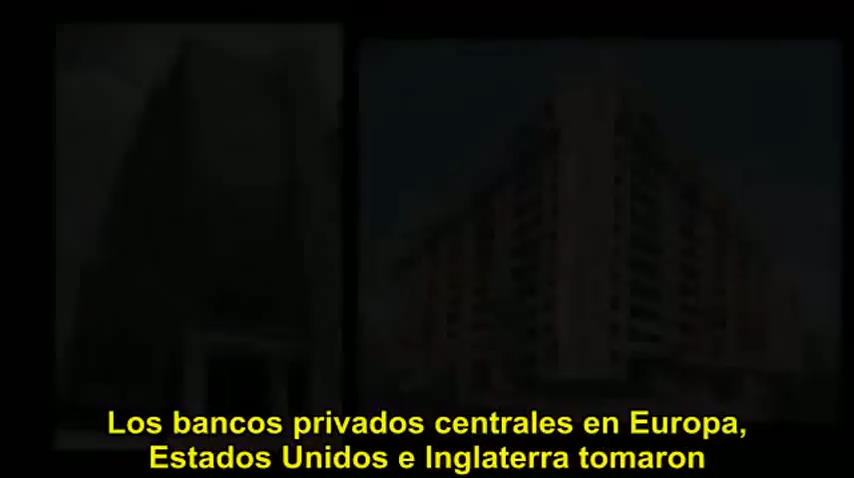 Los bancos privados centrales en Europa,
Estados Unidos e Inglaterra tomaron